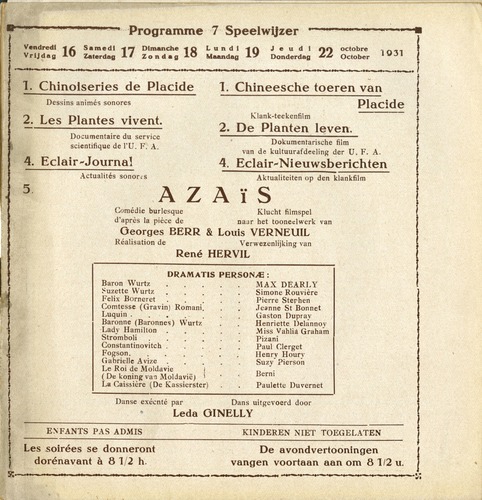 Programme 7 Speelwijzer
Vendredi Vrijdag 16 Samedi Zaterdag 17 Dimanche Zondag 18 Lundi Maandag 19 Jeudi Donderdag 22 octobre October 1931
1. Chinoiseries de Placide
Dessins animés sonores
2. Les Plantes vivent.
Documentaire du service
scientifique de l'U. F. A.
4. Eclair-Journal
Actualités sonores
1. Chineesche toeren van
Placide
Klank-teekenfilm
2. De Planten leven.
Dokumentarische film
van de kultuurafdeeling der U. F. A.
4. Eclair-Nieuwsberichten
Aktualiteiten op den klankfilm
5. AZAïS
Comédie burlesque Klucht filmspel
d'après la pièce de naar het tooneelwerk van
Georges BERR & Louis VERNEUIL
Réalisation de Verwezenlijking van
René HERVIL
DRAMATIS PERSONÆ :
Baron Wurtz . . . . . MAX DEARLY
Suzette Wurtz . . . . . Simone Rouvière
Felix Borneret . . . . . Pierre Sterhen
Comtesse (Gravin) Romani. . . Jeanne St Bonnet
Luquin . . . . . Gaston Dupray
Baronne (Baronnes) Wurtz . . . Henriette Delannoy
Lady Hamilton . . . . . Miss Vahlia Graham
Stromboli . . . . . Pizani
Constantinovitch . . . . . Paul Clerget
Fogson. . . . . . Henry Houry
Gabrielle Avize . . . . . Suzy Pierson
Le Roi de Moldavie
(De koning van Moldavië) . . . Berni
La Caissière (De Kassierster) . . Paulette Duvernet
Danse exécnté par Dans uitgevoerd door
Leda GINELLY
ENFANTS PAS ADMIS KINDEREN NIET TOEGELATEN
Les soirées se donneront
dorénavant à 8 1/2 h.
De avondvertooningen
vangen voortaan aan om 8 1/2 u.